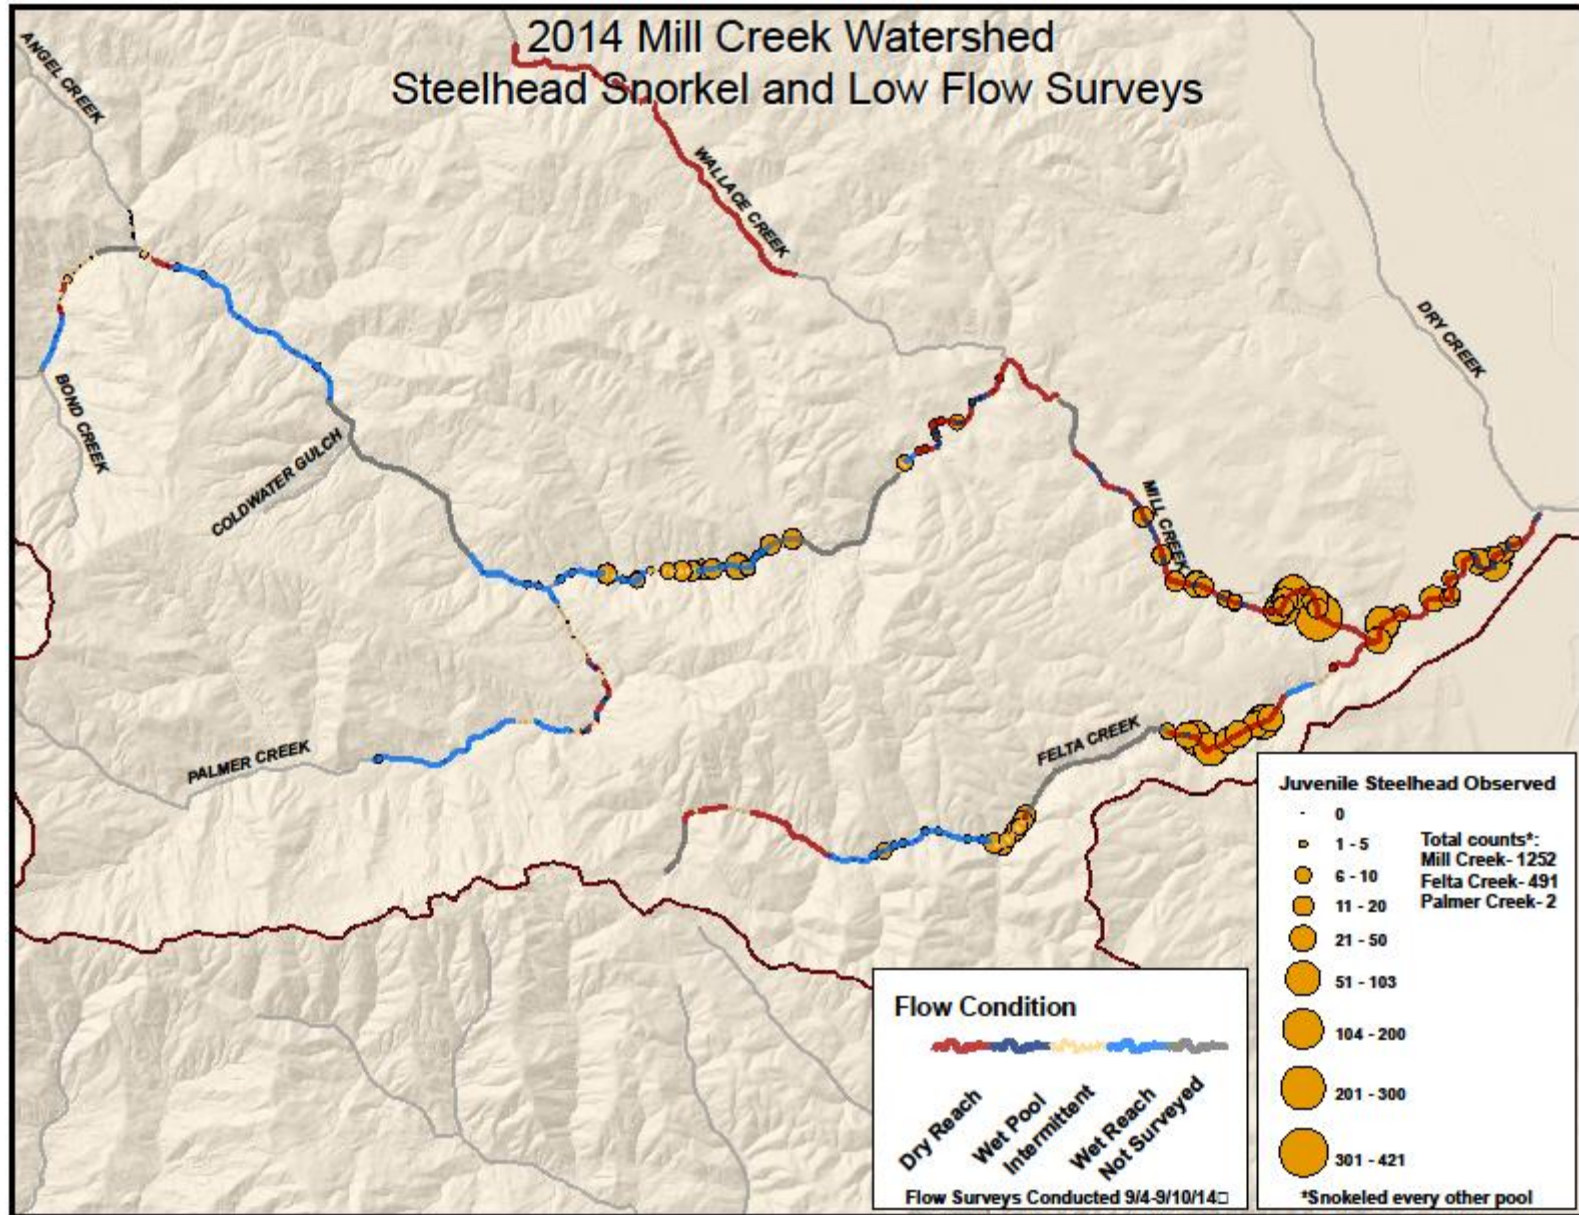 2014 Mill Creek Watershed
Steelhead Snorkel and Low Flow Surveys
ANGEL CREEK
WALLACE CREEK
DRY CREEK
BOND CREEK
COLDWATER GULCH
MILL CREEK
PALMER CREEK
FELTA CREEK
Juvenile Steelhead Observed
0
1 - 5
6 - 10
11 - 20
21 - 50
51 - 103
104 - 200
201 - 300
301 - 421
Total counts*:
Mill Creek- 1252
Felta Creek- 491
Palmer Creek- 2
*Snokeled every other pool
Flow Condition
Dry Reach
Wet Pool
Intermittent
Wet Reach
Not Surveyed
Flow Surveys Conducted 9/4-9/10/14□